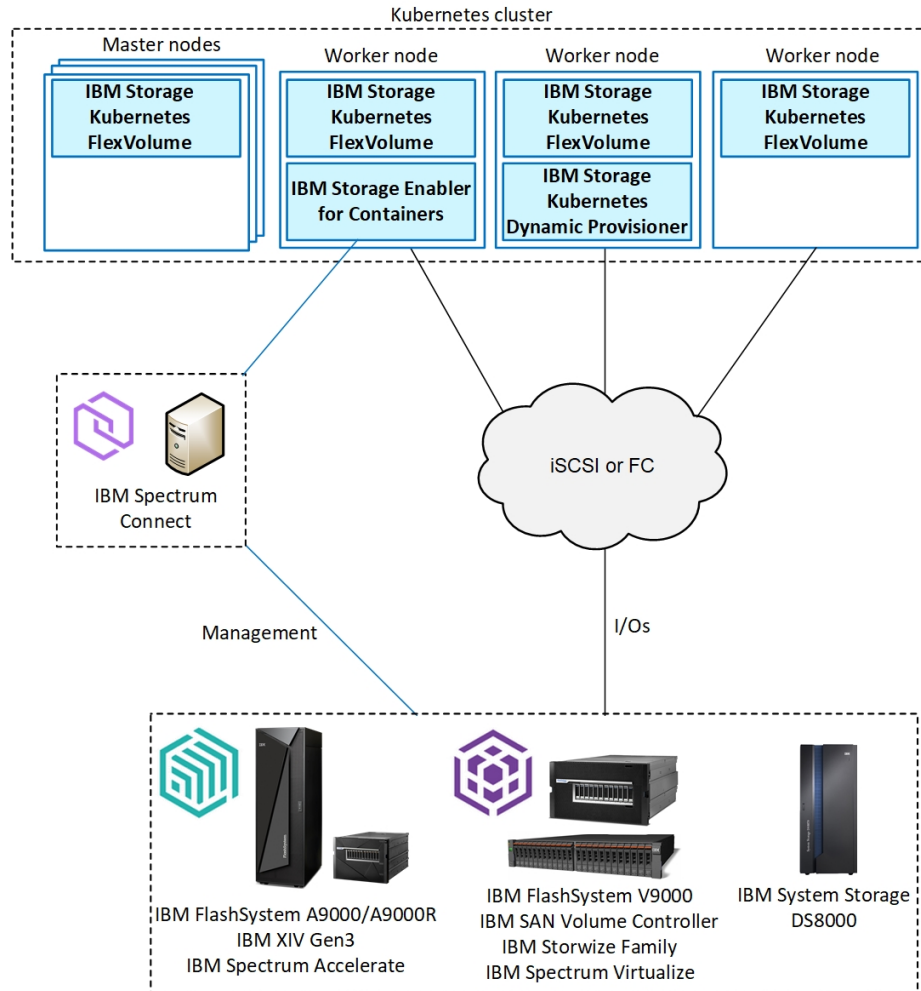 Kubernetes cluster
Master nodes
Worker node
Worker node
Worker node
IBM Storage
Kubernetes
FlexVolume
IBM Storage
Kubernetes
FlexVolume
IBM Storage
Kubernetes
FlexVolume
IBM Storage
Kubernetes
FlexVolume
IBM Storage Enabler
for Containers
IBM Storage
Kubernetes
Dynamic Provisioner
IBM Spectrum
Connect
iSCSI or FC
Management
I/Os
IBM FlashSystem A9000/A9000R
IBM XIV Gen3
IBM Spectrum Accelerate
IBM FlashSystem V9000
IBM SAN Volume Controller
IBM Storwize Family
IBM Spectrum Virtualize
IBM System Storage
DS8000